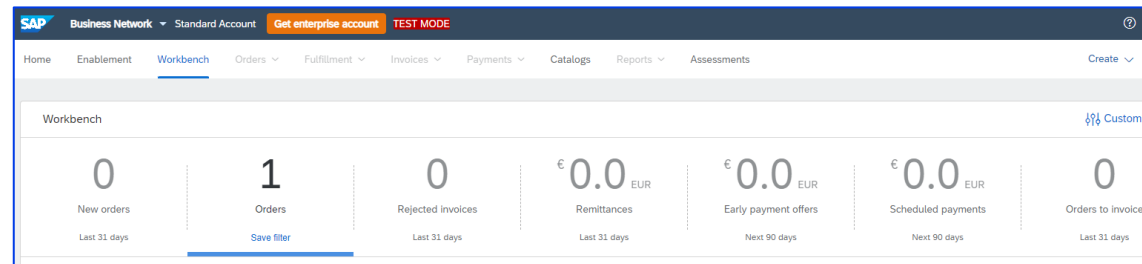 SAP Business Network Standard Account Get enterprise account TEST MODE
Home Enablement Workbench Orders Fulfillment Invoices Payments Catalogs Reports Assessments Create
Workbench Custom
0 1 0 € 0.0 EUR € 0.0 EUR € 0.0 EUR 0
New orders Orders Rejected invoices Remittances Early payment offers Scheduled payments Orders to invoice
Last 31 days Save filter Last 31 days Last 31 days Next 90 days Next 90 days Last 31 days